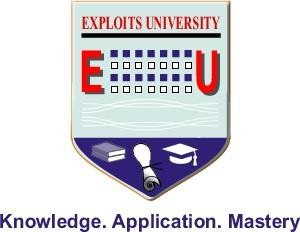 EXPLOITS UNIVERSITY
E U
Knowledge. Application. Mastery